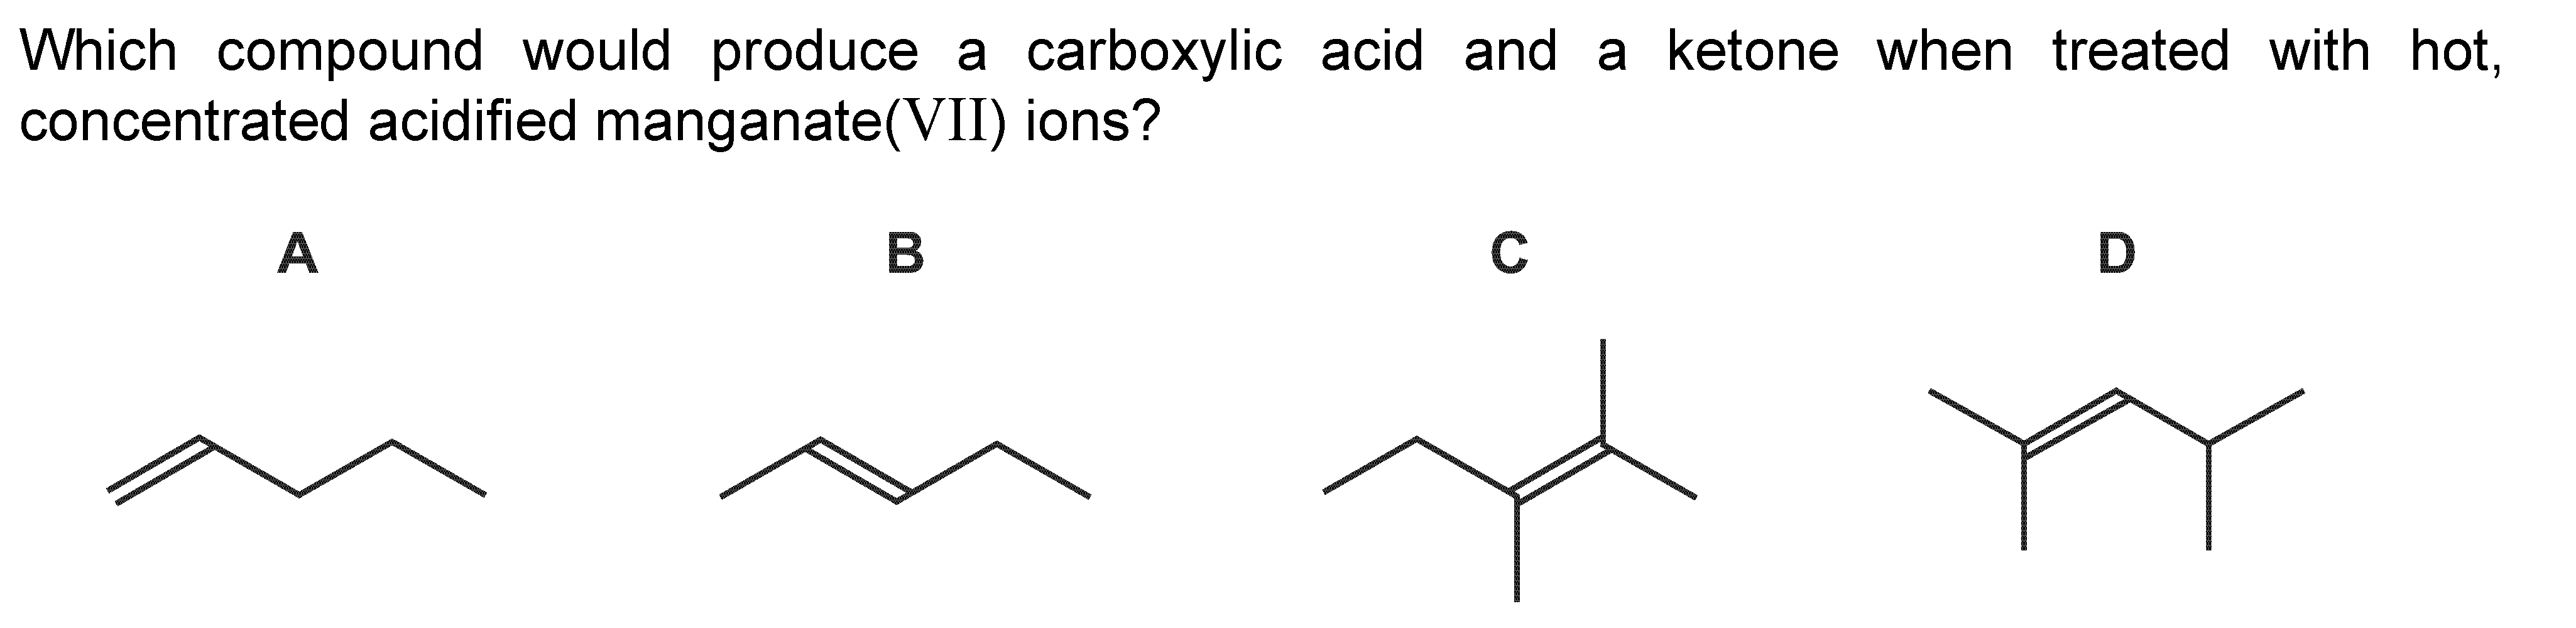 Which compound would produce a carboxylic acid and a ketone when treated with hot,
concentrated acidified manganate(VII) ions?
A B C D